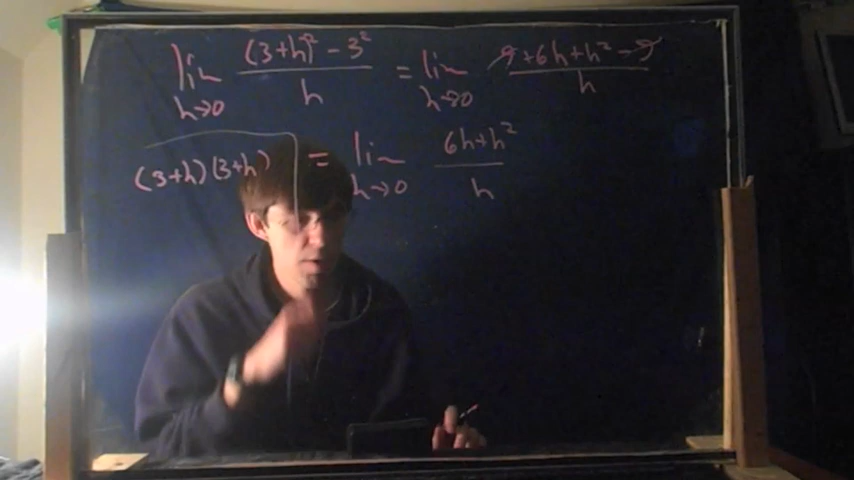 lim h→0 ((3+h)² - 3²)/h = lim h→0 (9+6h+h² - 9)/h
(3+h)(3+h) = lim h→0 (6h+h²)/h